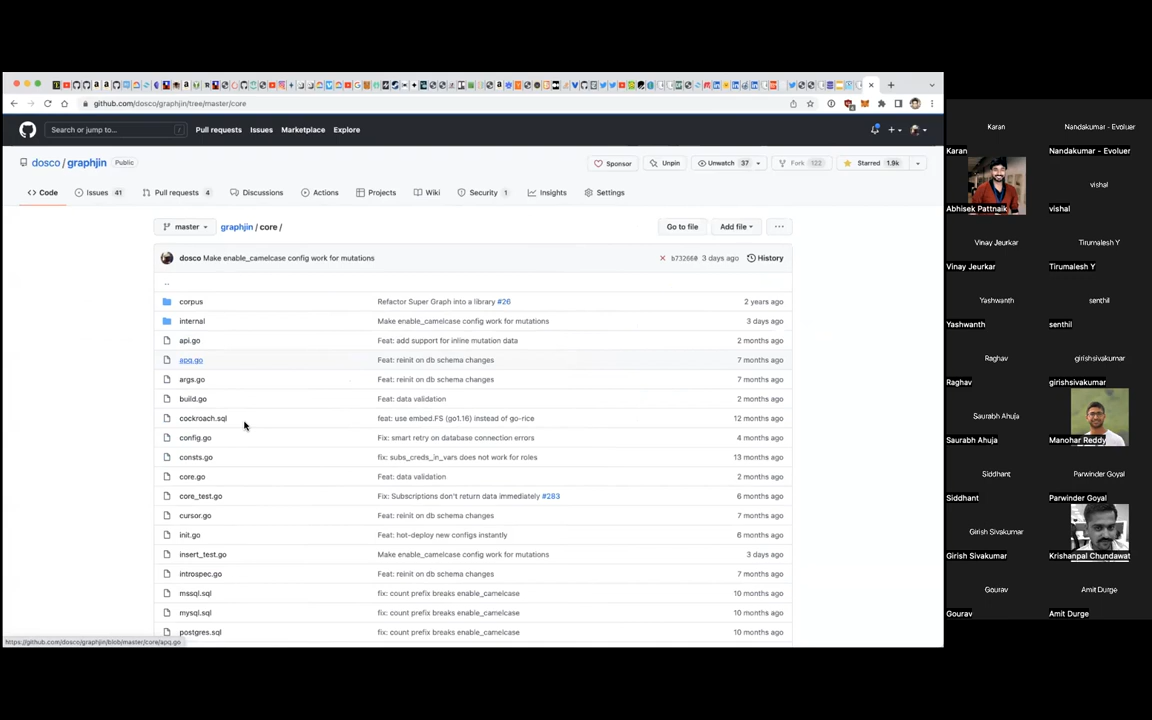 github.com/dosco/graphjin/tree/master/core
Search or jump to... /
Pull requests Issues Marketplace Explore
dosco / graphjin Public
Sponsor Unpin Unwatch 37 Fork 122 Starred 1.9k
Code Issues 41 Pull requests 4 Discussions Actions Projects Wiki Security 1 Insights Settings
master graphjin / core / Go to file Add file ...
dosco Make enable_camelcase config work for mutations b732660 3 days ago History
..
corpus Refactor Super Graph into a library #26 2 years ago
internal Make enable_camelcase config work for mutations 3 days ago
api.go Feat: add support for inline mutation data 2 months ago
apq.go Feat: reinit on db schema changes 7 months ago
args.go Feat: reinit on db schema changes 7 months ago
build.go Feat: data validation 2 months ago
cockroach.sql feat: use embed.FS (go1.16) instead of go-rice 12 months ago
config.go Fix: smart retry on database connection errors 4 months ago
consts.go fix: subs_creds_in_vars does not work for roles 13 months ago
core.go Feat: data validation 2 months ago
core_test.go Fix: Subscriptions don't return data immediately #283 6 months ago
cursor.go Feat: reinit on db schema changes 7 months ago
init.go Feat: hot-deploy new configs instantly 6 months ago
insert_test.go Make enable_camelcase config work for mutations 3 days ago
introspec.go Feat: reinit on db schema changes 7 months ago
mssql.sql fix: count prefix breaks enable_camelcase 10 months ago
mysql.sql fix: count prefix breaks enable_camelcase 10 months ago
postgres.sql fix: count prefix breaks enable_camelcase 10 months ago
https://github.com/dosco/graphjin/blob/master/core/apq.go
Karan Nandakumar - Evoluer
Karan Nandakumar - Evoluer
vishal
Abhisek Pattnaik vishal
Vinay Jeurkar Tirumalesh Y
Vinay Jeurkar Tirumalesh Y
Yashwanth senthil
Yashwanth senthil
Raghav girishsivakumar
Raghav girishsivakumar
Saurabh Ahuja
Saurabh Ahuja Manohar Reddy
Siddhant Parwinder Goyal
Siddhant Parwinder Goyal
Girish Sivakumar
Girish Sivakumar Krishanpal Chundawat
Gourav Amit Durge
Gourav Amit Durge